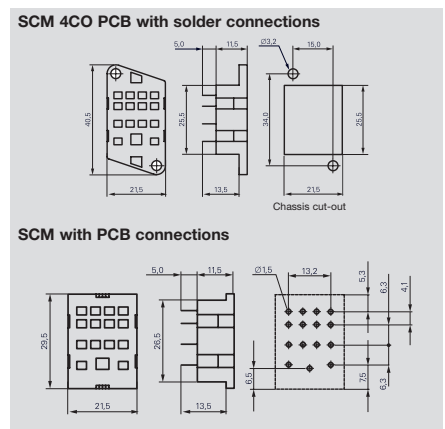 SCM 4CO PCB with solder connections
5,0 11,5 Ø3,2 15,0
40,5 25,5 34,0 25,5
21,5 13,5 21,5
Chassis cut-out
SCM with PCB connections
5,0 11,5 Ø1,5 13,2 5,3 6,3 4,1
29,5 26,5
6,5 7,5 6,3
21,5 13,5